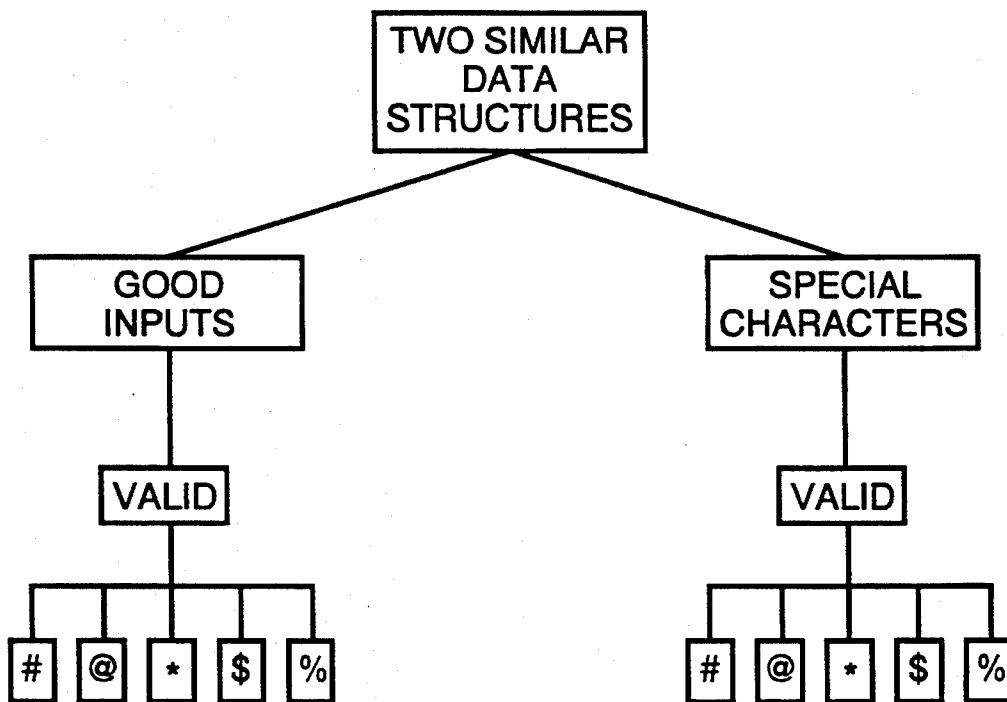 TWO SIMILAR
DATA
STRUCTURES
GOOD
INPUTS
SPECIAL
CHARACTERS
VALID
VALID
# @ * $ %
# @ * $ %